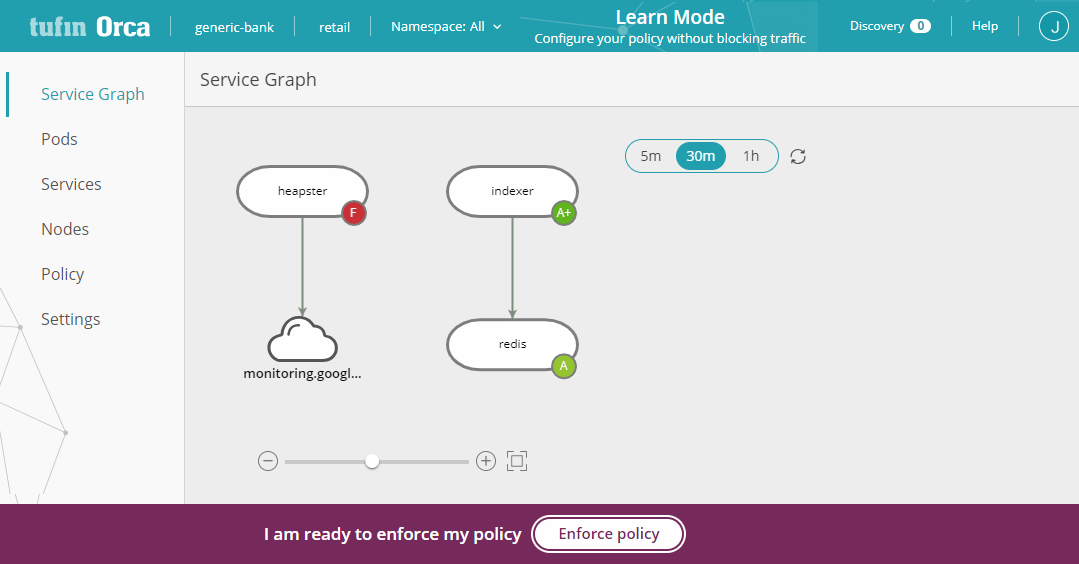 tufin Orca
generic-bank
retail
Namespace: All
Learn Mode
Configure your policy without blocking traffic
Discovery 0
Help
J
Service Graph
Pods
Services
Nodes
Policy
Settings
Service Graph
5m 30m 1h
heapster
F
indexer
A+
monitoring.googl...
redis
A
I am ready to enforce my policy
Enforce policy